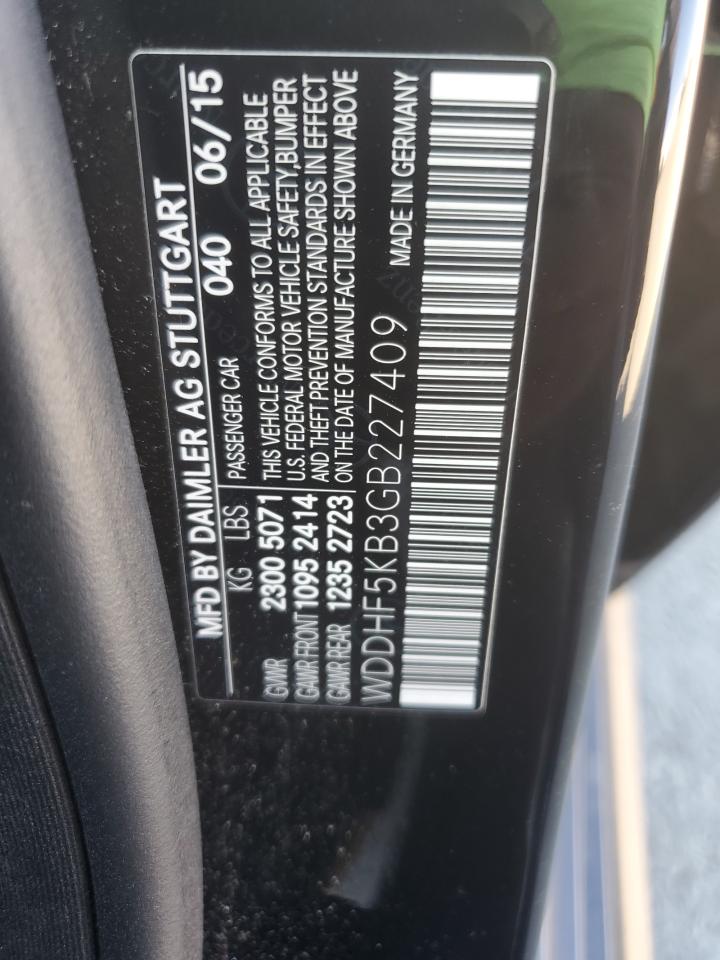 MFD BY DAIMLER AG STUTTGART
040 06/15
KG LBS PASSENGER CAR
GWR 2300 5071 THIS VEHICLE CONFORMS TO ALL APPLICABLE
GAWR FRONT 1095 2414 U.S. FEDERAL MOTOR VEHICLE SAFETY,BUMPER
GAWR REAR 1235 2723 AND THEFT PREVENTION STANDARDS IN EFFECT
ON THE DATE OF MANUFACTURE SHOWN ABOVE
WDDHF5KB3GB227409 MADE IN GERMANY